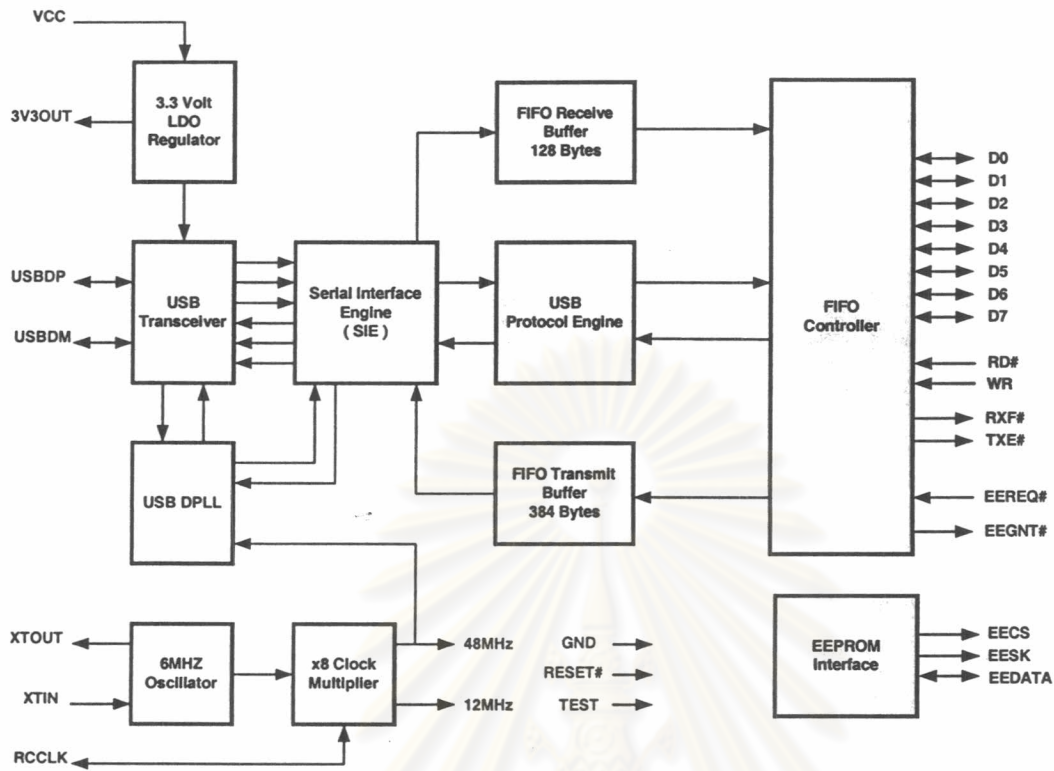 VCC
3V3OUT
3.3 Volt
LDO
Regulator
FIFO Receive
Buffer
128 Bytes
D0
D1
D2
D3
D4
D5
D6
D7
USBDP
USBDM
USB
Transceiver
Serial Interface
Engine
( SIE )
USB
Protocol Engine
FIFO
Controller
RD#
WR
RXF#
TXE#
EEREQ#
EEGNT#
USB DPLL
FIFO Transmit
Buffer
384 Bytes
XTOUT
XTIN
RCCLK
6MHZ
Oscillator
x8 Clock
Multiplier
48MHz
12MHz
GND
RESET#
TEST
EEPROM
Interface
EECS
EESK
EEDATA